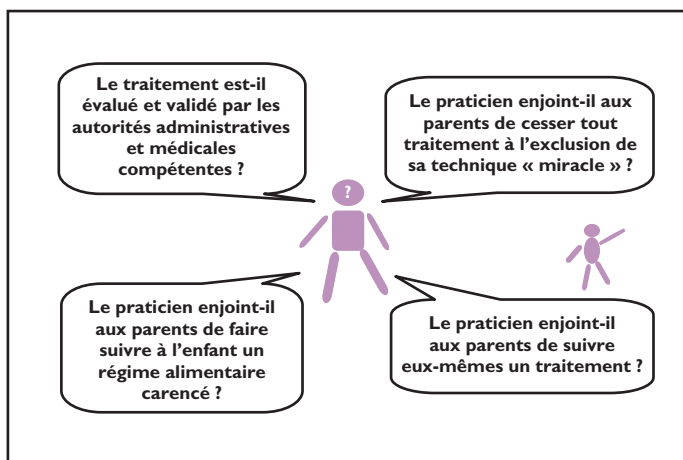 Le traitement est-il
évalué et validé par les
autorités administratives
et médicales
compétentes ?
Le praticien enjoint-il aux
parents de cesser tout
traitement à l’exclusion de
sa technique « miracle » ?
?
Le praticien enjoint-il
aux parents de faire
suivre à l’enfant un
régime alimentaire
carencé ?
Le praticien enjoint-il
aux parents de suivre
eux-mêmes un traitement ?